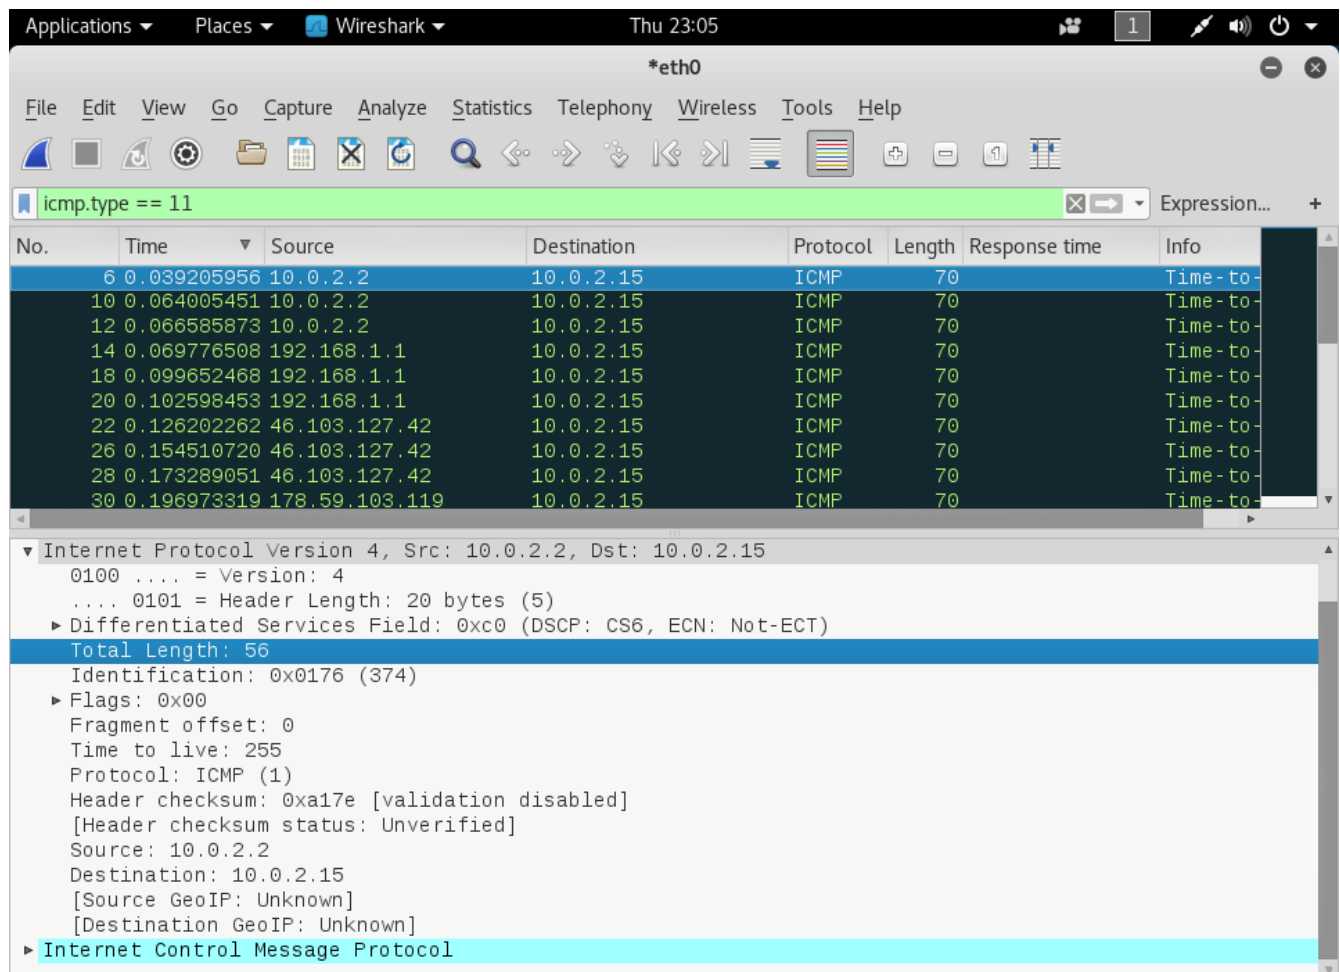 Applications Places Wireshark Thu 23:05 1
*eth0
File Edit View Go Capture Analyze Statistics Telephony Wireless Tools Help
icmp.type == 11 Expression... +
No. Time Source Destination Protocol Length Response time Info
6 0.039205956 10.0.2.2 10.0.2.15 ICMP 70 Time-to-
10 0.064005451 10.0.2.2 10.0.2.15 ICMP 70 Time-to-
12 0.066585873 10.0.2.2 10.0.2.15 ICMP 70 Time-to-
14 0.069776508 192.168.1.1 10.0.2.15 ICMP 70 Time-to-
18 0.099652468 192.168.1.1 10.0.2.15 ICMP 70 Time-to-
20 0.102598453 192.168.1.1 10.0.2.15 ICMP 70 Time-to-
22 0.126202262 46.103.127.42 10.0.2.15 ICMP 70 Time-to-
26 0.154510720 46.103.127.42 10.0.2.15 ICMP 70 Time-to-
28 0.173289051 46.103.127.42 10.0.2.15 ICMP 70 Time-to-
30 0.196973319 178.59.103.119 10.0.2.15 ICMP 70 Time-to-
Internet Protocol Version 4, Src: 10.0.2.2, Dst: 10.0.2.15
0100 .... = Version: 4
.... 0101 = Header Length: 20 bytes (5)
Differentiated Services Field: 0xc0 (DSCP: CS6, ECN: Not-ECT)
Total Length: 56
Identification: 0x0176 (374)
Flags: 0x00
Fragment offset: 0
Time to live: 255
Protocol: ICMP (1)
Header checksum: 0xa17e [validation disabled]
[Header checksum status: Unverified]
Source: 10.0.2.2
Destination: 10.0.2.15
[Source GeoIP: Unknown]
[Destination GeoIP: Unknown]
Internet Control Message Protocol